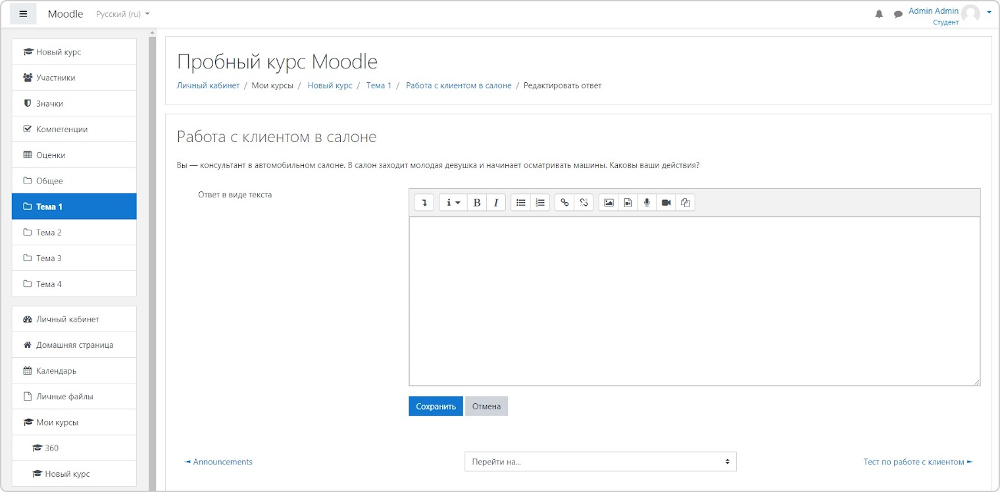 Moodle Русский (ru) Admin Admin
Студент
Новый курс
Участники
Значки
Компетенции
Оценки
Общее
Тема 1
Тема 2
Тема 3
Тема 4
Личный кабинет
Домашняя страница
Календарь
Личные файлы
Мои курсы
360
Новый курс
Пробный курс Moodle
Личный кабинет / Мои курсы / Новый курс / Тема 1 / Работа с клиентом в салоне / Редактировать ответ
Работа с клиентом в салоне
Вы — консультант в автомобильном салоне. В салон заходит молодая девушка и начинает осматривать машины. Каковы ваши действия?
Ответ в виде текста
i B I
Сохранить Отмена
◄ Announcements Перейти на... Тест по работе с клиентом ►